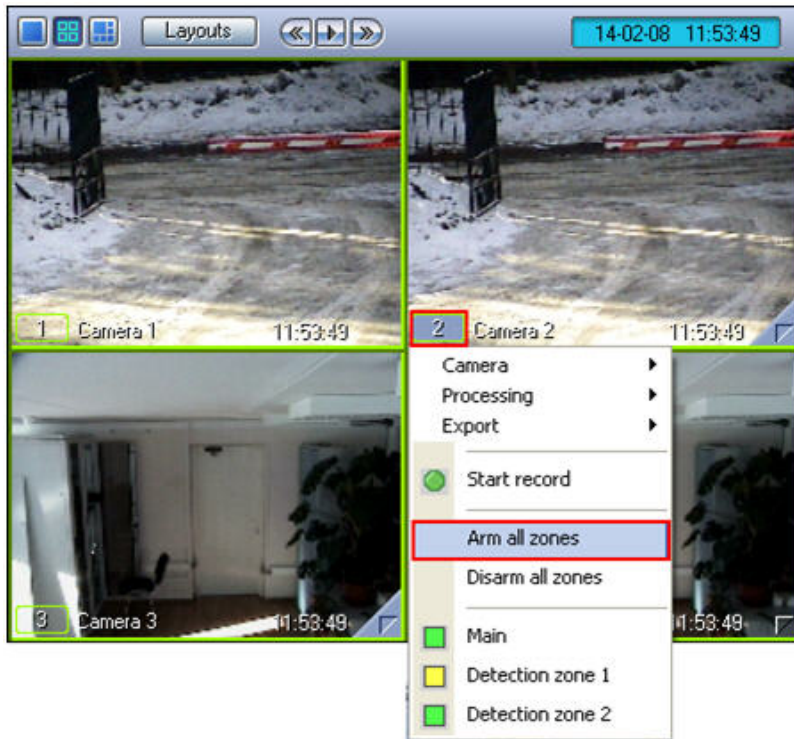 Layouts
14-02-08 11:53:49
1 Camera 1 11:53:49
2 Camera 2 11:53:49
Camera
Processing
Export
Start record
Arm all zones
Disarm all zones
Main
Detection zone 1
Detection zone 2
3 Camera 3 11:53:49
11:53:49